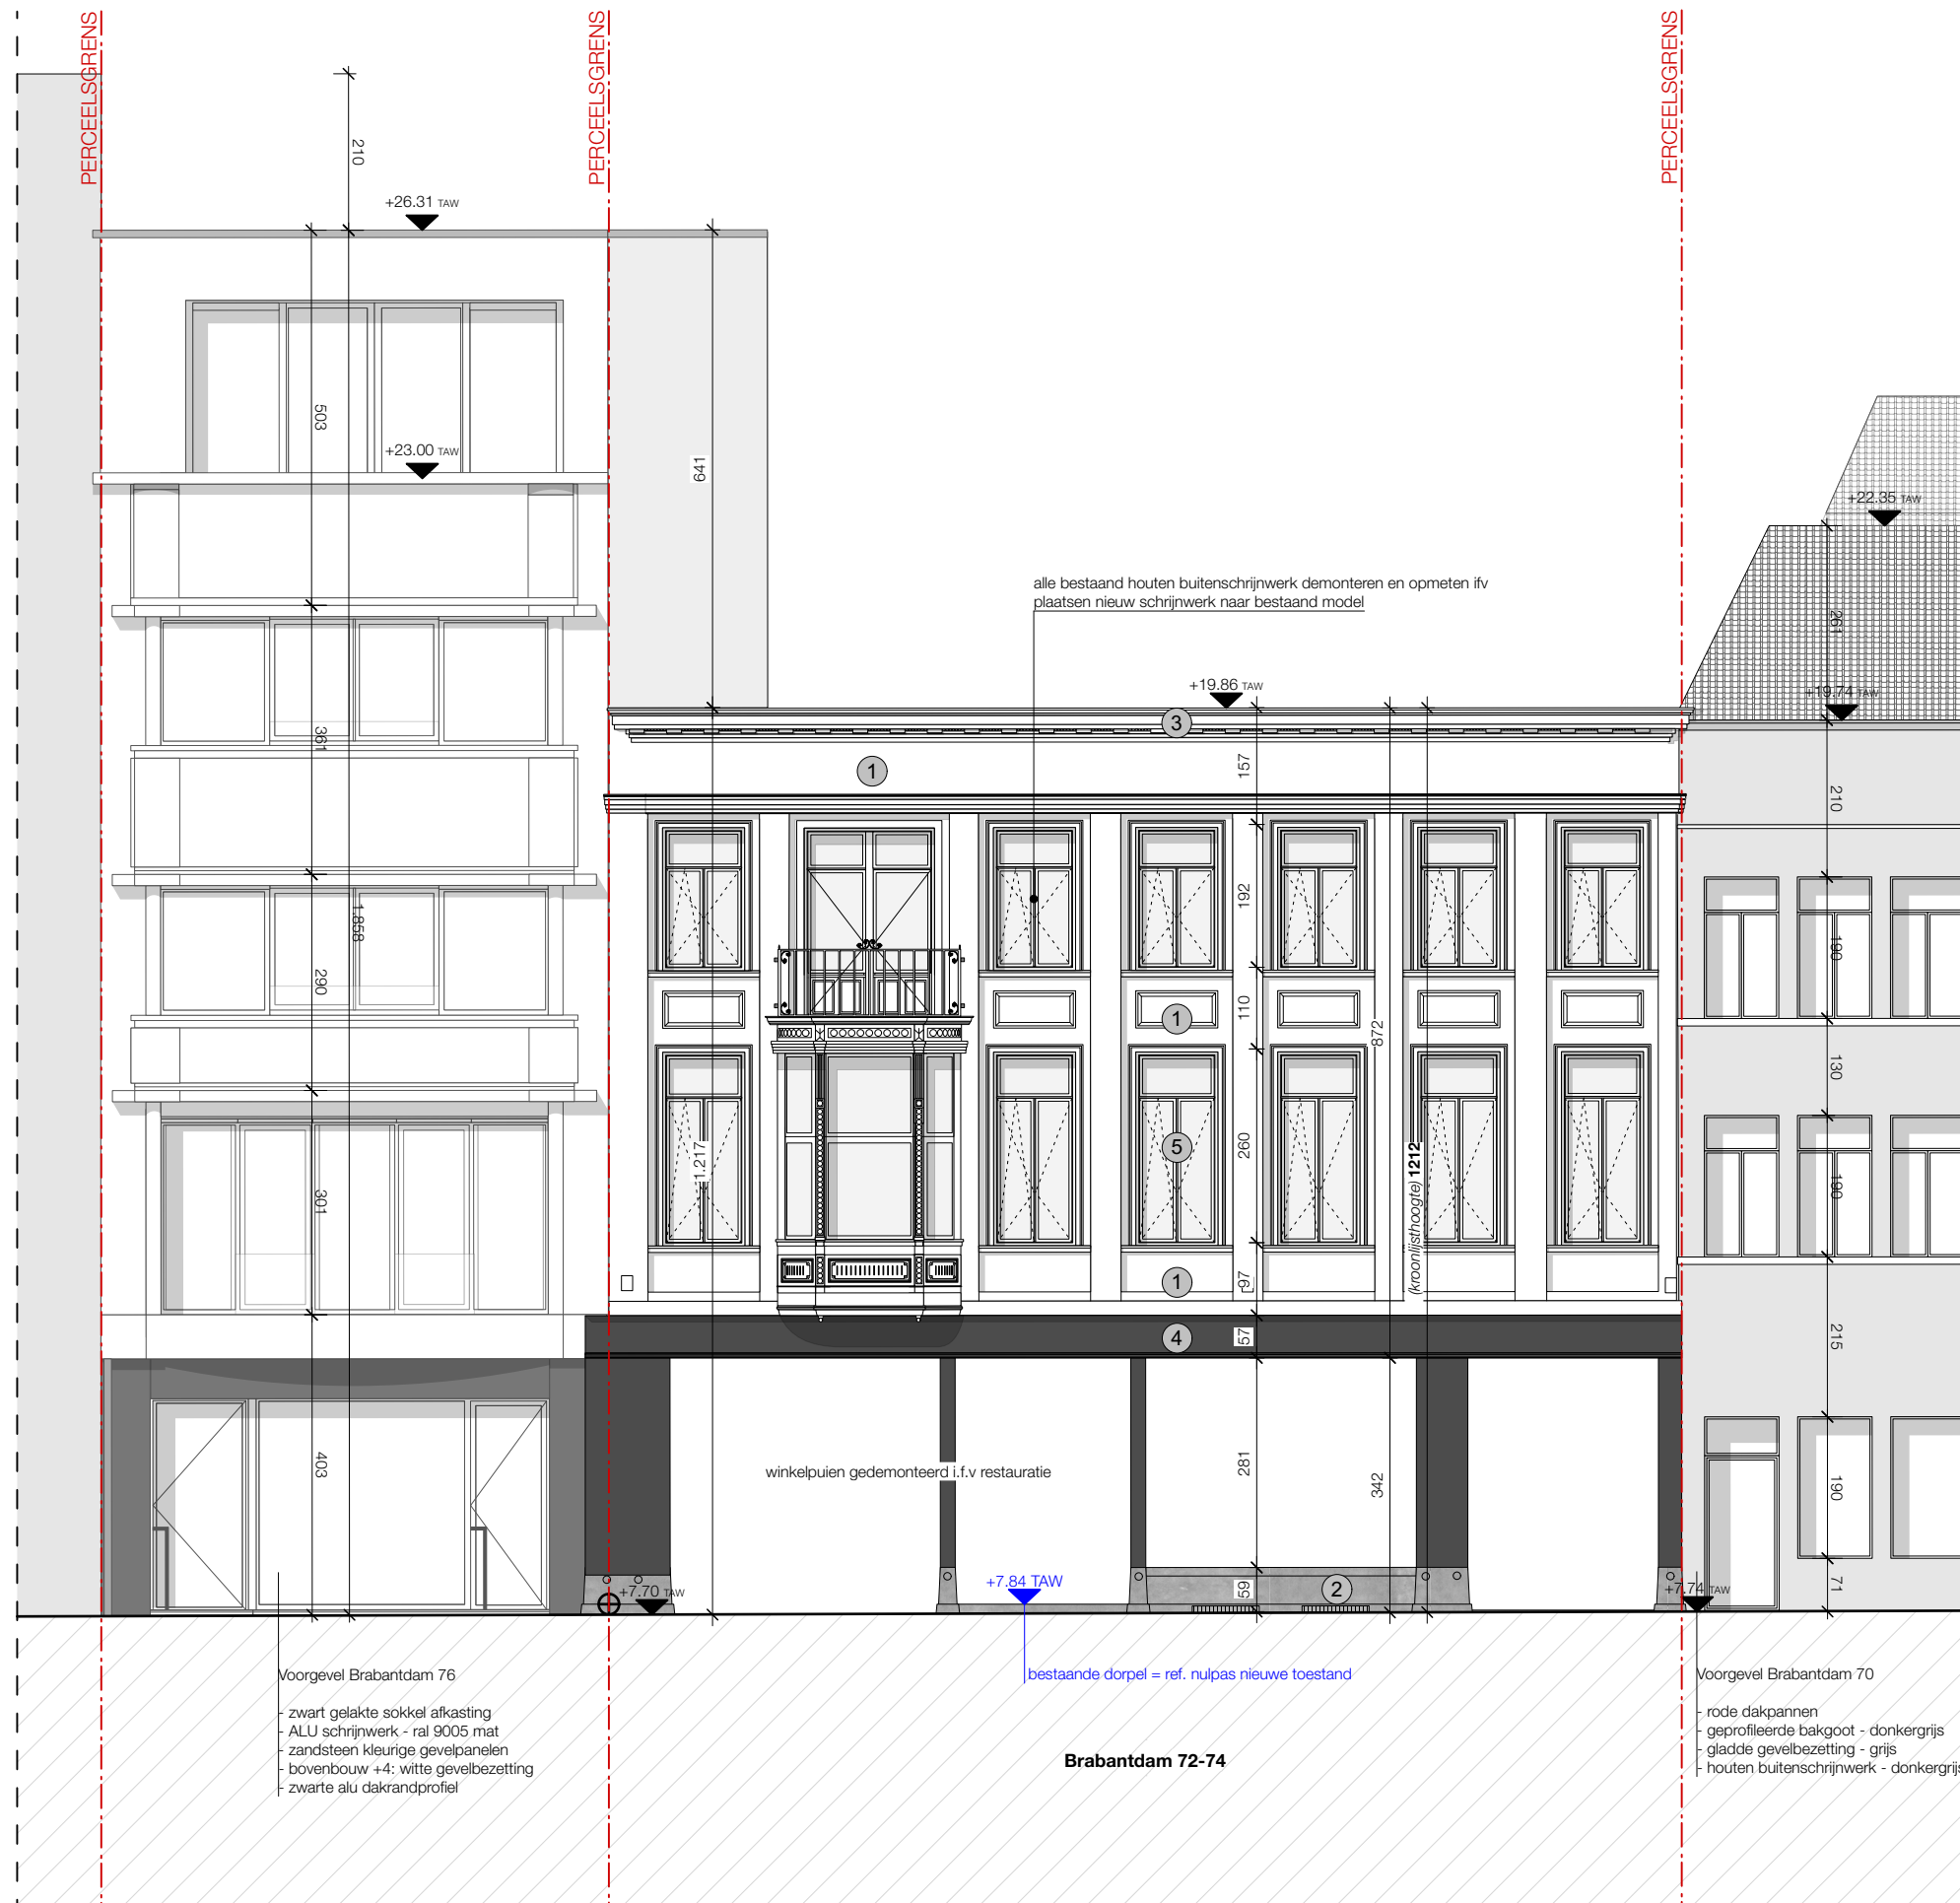 PERCEELSGRENS
PERCEELSGRENS
PERCEELSGRENS
210
+26.31 TAW
503
+23.00 TAW
641
+22.35 TAW
261
alle bestaand houten buitenschrijnwerk demonteren en opmeten ifv
plaatsen nieuw schrijnwerk naar bestaand model
+19.86 TAW
+19.74 TAW
3
1
157
361
210
192
1.858
190
290
110
1
872
130
260
5
1.217
(kroonlijsthoogte) 1212
190
301
97
1
57
4
215
403
winkelpuien gedemonteerd i.f.v restauratie
281
342
190
+7.70 TAW
+7.84 TAW
59
2
+7.74 TAW
71
Voorgevel Brabantdam 76
- zwart gelakte sokkel afkasting
- ALU schrijnwerk - ral 9005 mat
- zandsteen kleurige gevelpanelen
- bovenbouw +4: witte gevelbezetting
- zwarte alu dakrandprofiel
bestaande dorpel = ref. nulpas nieuwe toestand
Brabantdam 72-74
Voorgevel Brabantdam 70
- rode dakpannen
- geprofileerde bakgoot - donkergrijs
- gladde gevelbezetting - grijs
- houten buitenschrijnwerk - donkergrijs